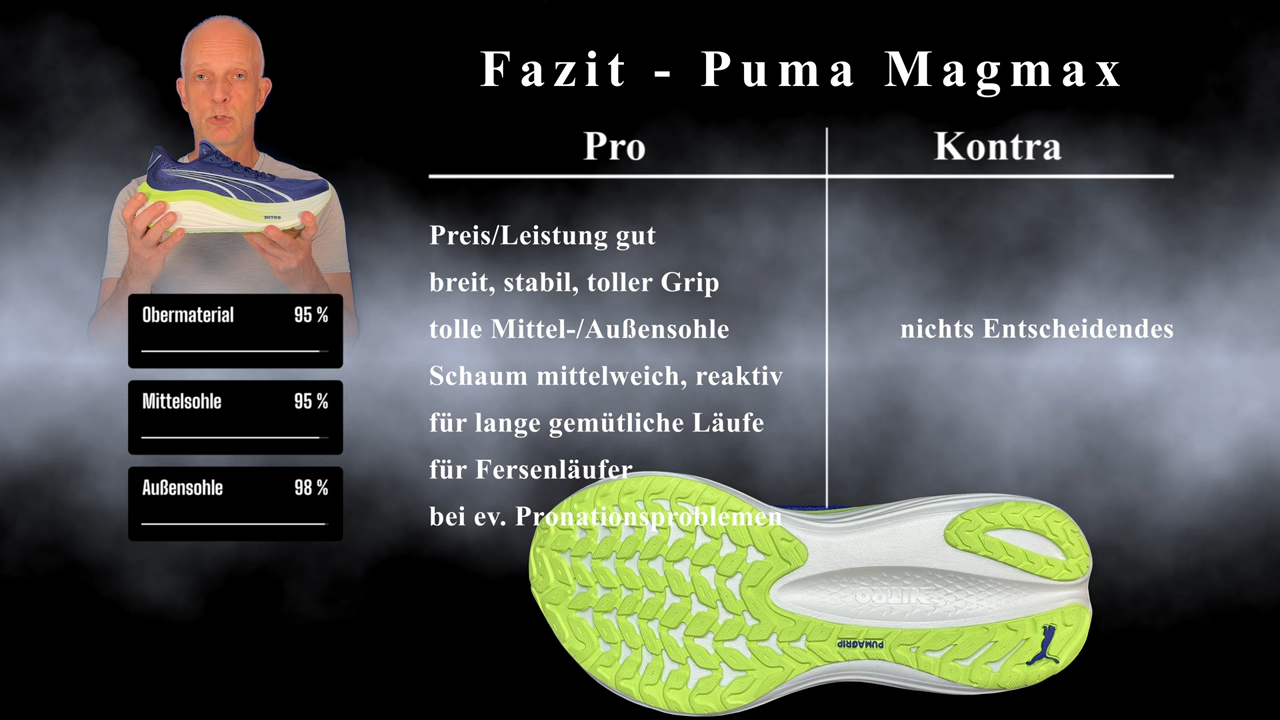 Fazit - Puma Magmax
Pro
Kontra
Preis/Leistung gut
breit, stabil, toller Grip
tolle Mittel-/Außensohle
Schaum mittelweich, reaktiv
für lange gemütliche Läufe
für Fersenläufer
bei ev. Pronationsproblemen
nichts Entscheidendes
Obermaterial 95 %
Mittelsohle 95 %
Außensohle 98 %
NITRO
NITRO
PUMAGRIP